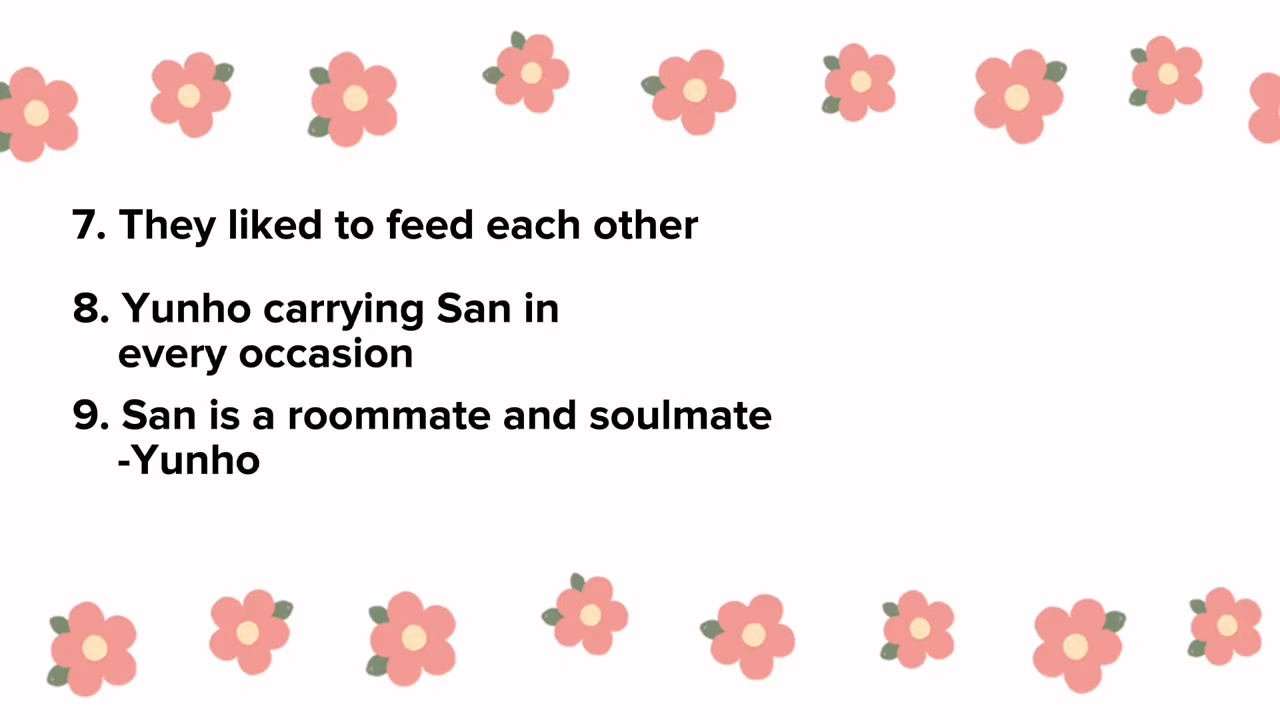 7. They liked to feed each other
8. Yunho carrying San in
every occasion
9. San is a roommate and soulmate
-Yunho